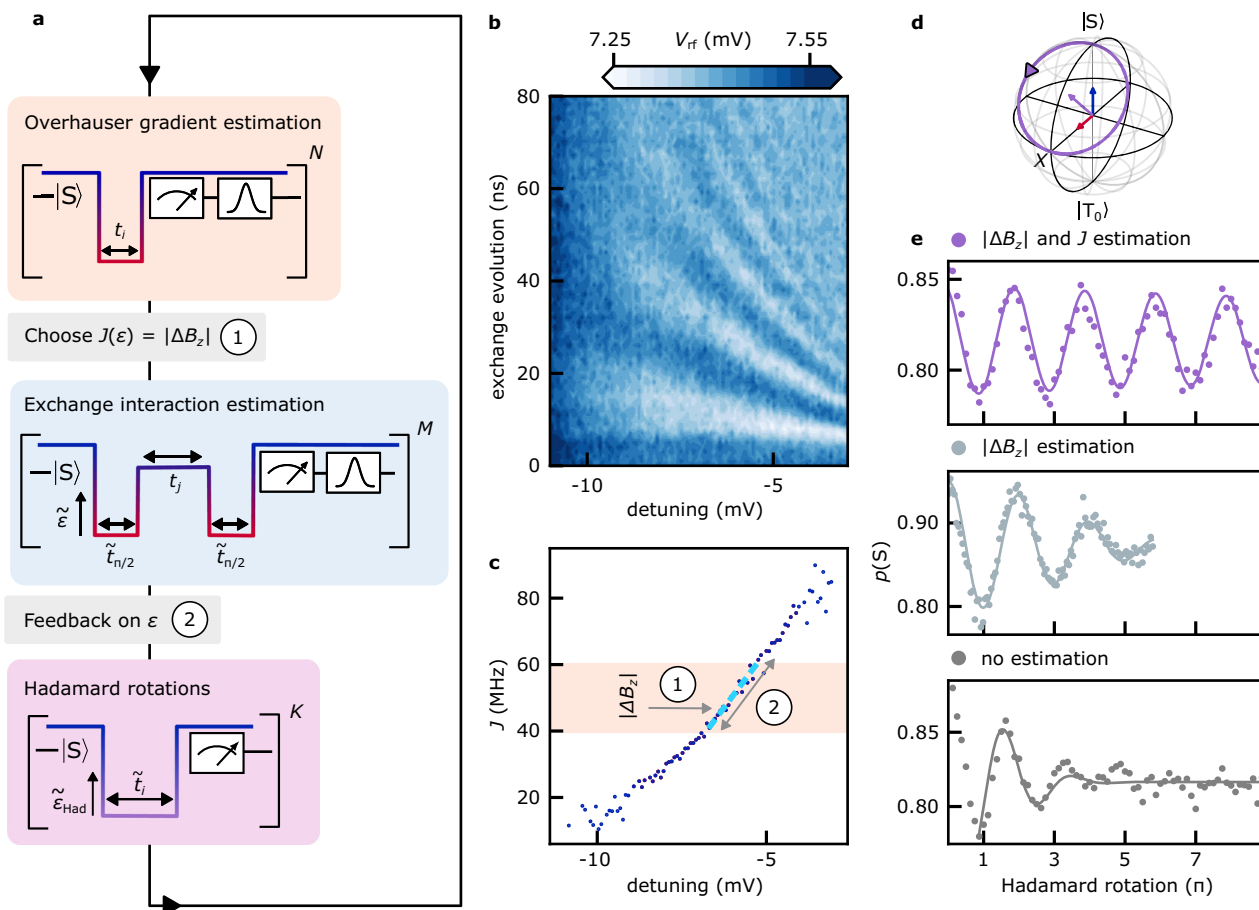 a
Overhauser gradient estimation
N
|S⟩
t_i
Choose J(ε) = |ΔB_z| 1
Exchange interaction estimation
M
|S⟩
t_j
ε̃
t̃_π/2
t̃_π/2
Feedback on ε 2
Hadamard rotations
K
|S⟩
t̃_i
ε̃_Had
b
7.25 V_rf (mV) 7.55
80
60
40
20
0
exchange evolution (ns)
-10
-5
detuning (mV)
c
80
60
40
20
J (MHz)
|ΔB_z|
1
2
-10
-5
detuning (mV)
d
|S⟩
X
|T_0⟩
e
|ΔB_z| and J estimation
0.85
0.80
|ΔB_z| estimation
0.90
0.80
p(S)
no estimation
0.85
0.80
1
3
5
7
Hadamard rotation (π)